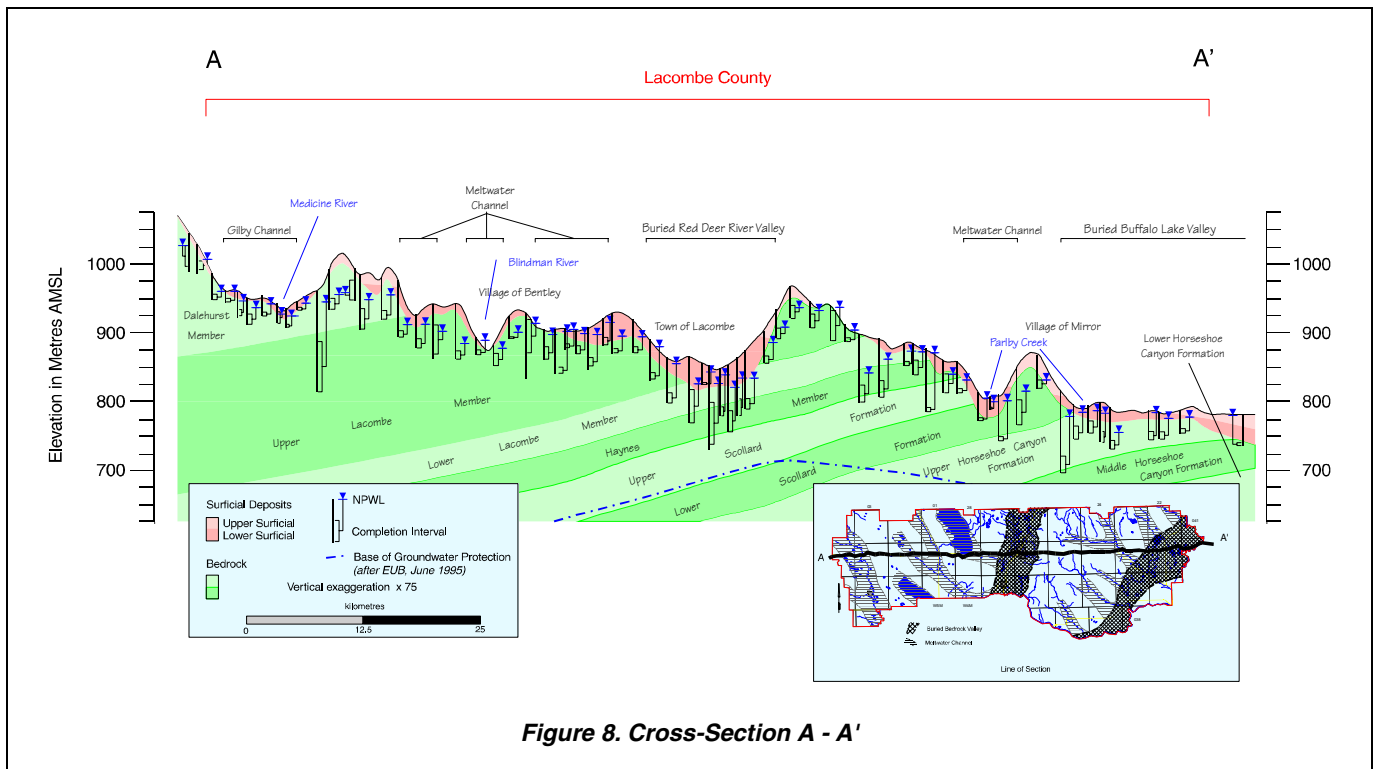 A
A'
Lacombe County
Meltwater
Channel
Medicine River
Gilby Channel
Buried Red Deer River Valley
Meltwater Channel
Buried Buffalo Lake Valley
Blindman River
Village of Bentley
Town of Lacombe
Village of Mirror
Parlby Creek
Lower Horseshoe
Canyon Formation
Elevation in Metres AMSL
1000
900
800
700
1000
900
800
700
Dalehurst
Member
Upper Lacombe Member
Lower Lacombe Member
Haynes Member
Upper Scollard Formation
Lower Scollard Formation
Upper Horseshoe Canyon
Formation
Middle Horseshoe
Canyon Formation
Surficial Deposits
Upper Surficial
Lower Surficial
NPWL
Completion Interval
Base of Groundwater Protection
(after EUB, June 1995)
Bedrock
Vertical exaggeration x 75
kilometres
0
12.5
25
A
A'
Buried Bedrock Valley
Meltwater Channel
Line of Section
Figure 8. Cross-Section A - A'